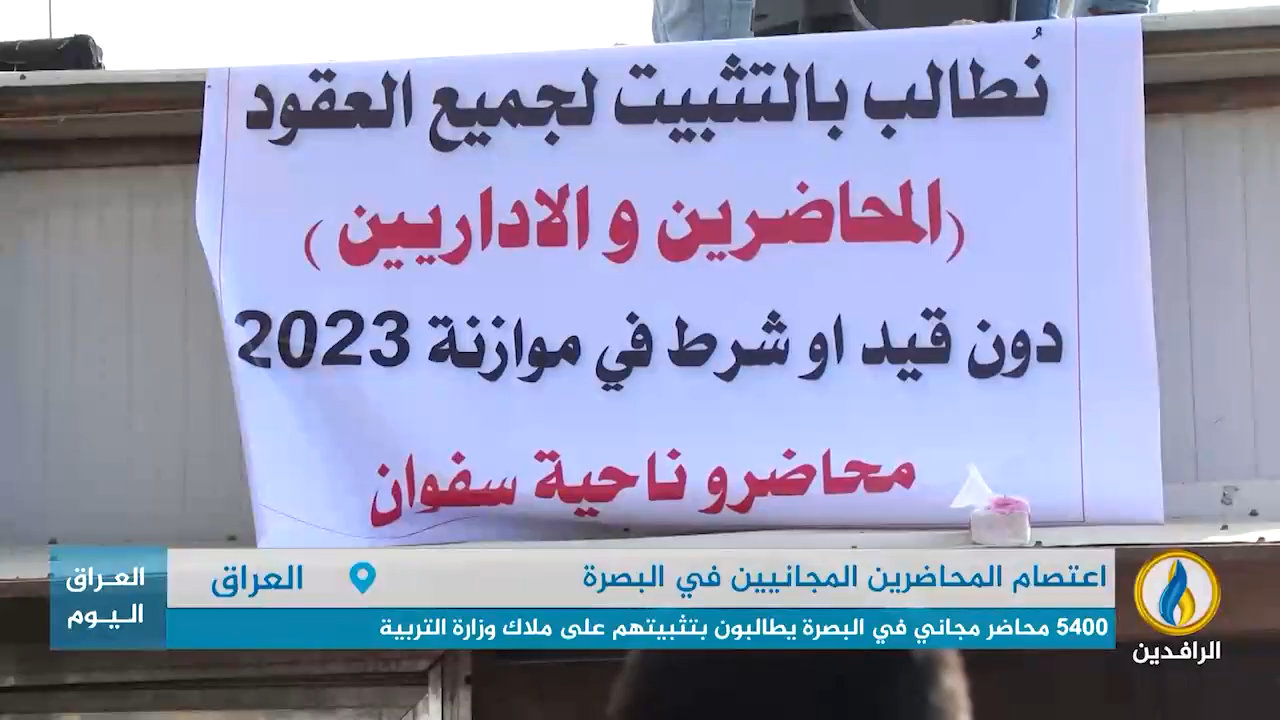 نُطالب بالتثبيت لجميع العقود
(المحاضرين و الاداريين )
دون قيد او شرط في موازنة 2023
محاضرو ناحية سفوان
اعتصام المحاضرين المجانيين في البصرة
العراق
العراق اليوم
5400 محاضر مجاني في البصرة يطالبون بتثبيتهم على ملاك وزارة التربية
الرافدين